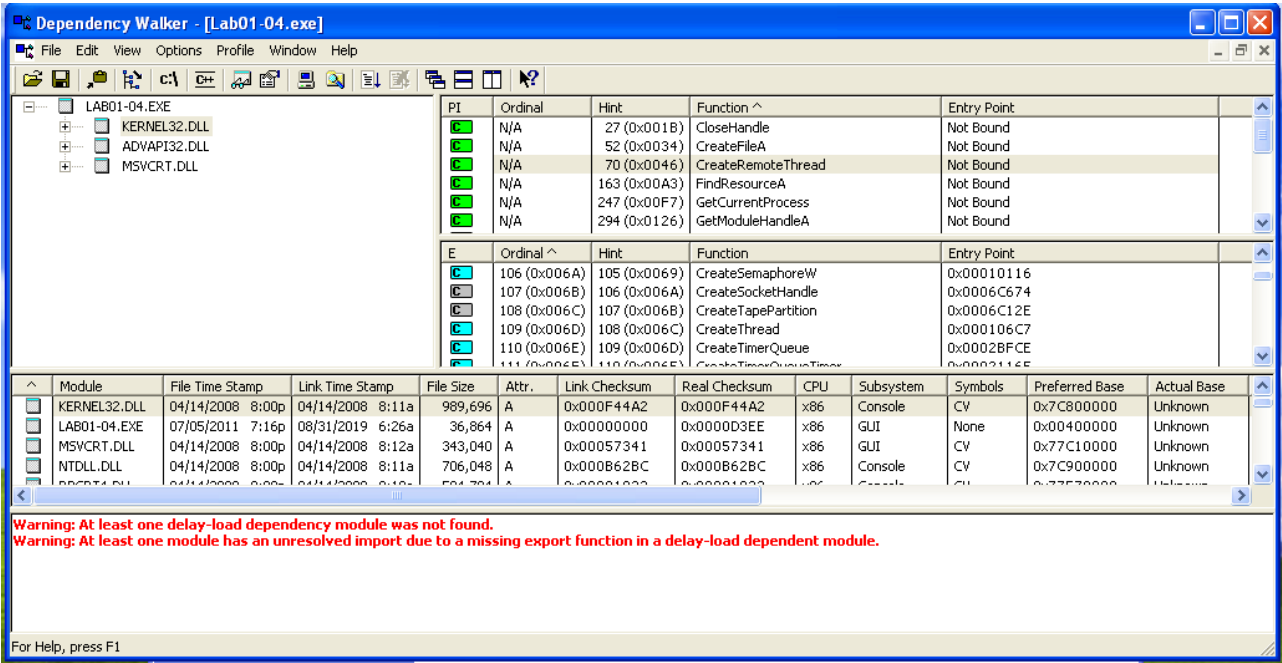 Dependency Walker - [Lab01-04.exe]
File Edit View Options Profile Window Help
C:\ C++
LAB01-04.EXE
KERNEL32.DLL
ADVAPI32.DLL
MSVCRT.DLL
PI Ordinal Hint Function ^ Entry Point
C N/A 27 (0x001B) CloseHandle Not Bound
C N/A 52 (0x0034) CreateFileA Not Bound
C N/A 70 (0x0046) CreateRemoteThread Not Bound
C N/A 163 (0x00A3) FindResourceA Not Bound
C N/A 247 (0x00F7) GetCurrentProcess Not Bound
C N/A 294 (0x0126) GetModuleHandleA Not Bound
E Ordinal ^ Hint Function Entry Point
C 106 (0x006A) 105 (0x0069) CreateSemaphoreW 0x00010116
C 107 (0x006B) 106 (0x006A) CreateSocketHandle 0x0006C674
C 108 (0x006C) 107 (0x006B) CreateTapePartition 0x0006C12E
C 109 (0x006D) 108 (0x006C) CreateThread 0x000106C7
C 110 (0x006E) 109 (0x006D) CreateTimerQueue 0x0002BFCE
C 111 (0x006F) 110 (0x006E) CreateTimerQueueTimer
^ Module File Time Stamp Link Time Stamp File Size Attr. Link Checksum Real Checksum CPU Subsystem Symbols Preferred Base Actual Base
KERNEL32.DLL 04/14/2008 8:00p 04/14/2008 8:11a 989,696 A 0x000F44A2 0x000F44A2 x86 Console CV 0x7C800000 Unknown
LAB01-04.EXE 07/05/2011 7:16p 08/31/2019 6:26a 36,864 A 0x00000000 0x0000D3EE x86 GUI None 0x00400000 Unknown
MSVCRT.DLL 04/14/2008 8:00p 04/14/2008 8:12a 343,040 A 0x00057341 0x00057341 x86 GUI CV 0x77C10000 Unknown
NTDLL.DLL 04/14/2008 8:00p 04/14/2008 8:11a 706,048 A 0x000B62BC 0x000B62BC x86 Console CV 0x7C900000 Unknown
Warning: At least one delay-load dependency module was not found.
Warning: At least one module has an unresolved import due to a missing export function in a delay-load dependent module.
For Help, press F1